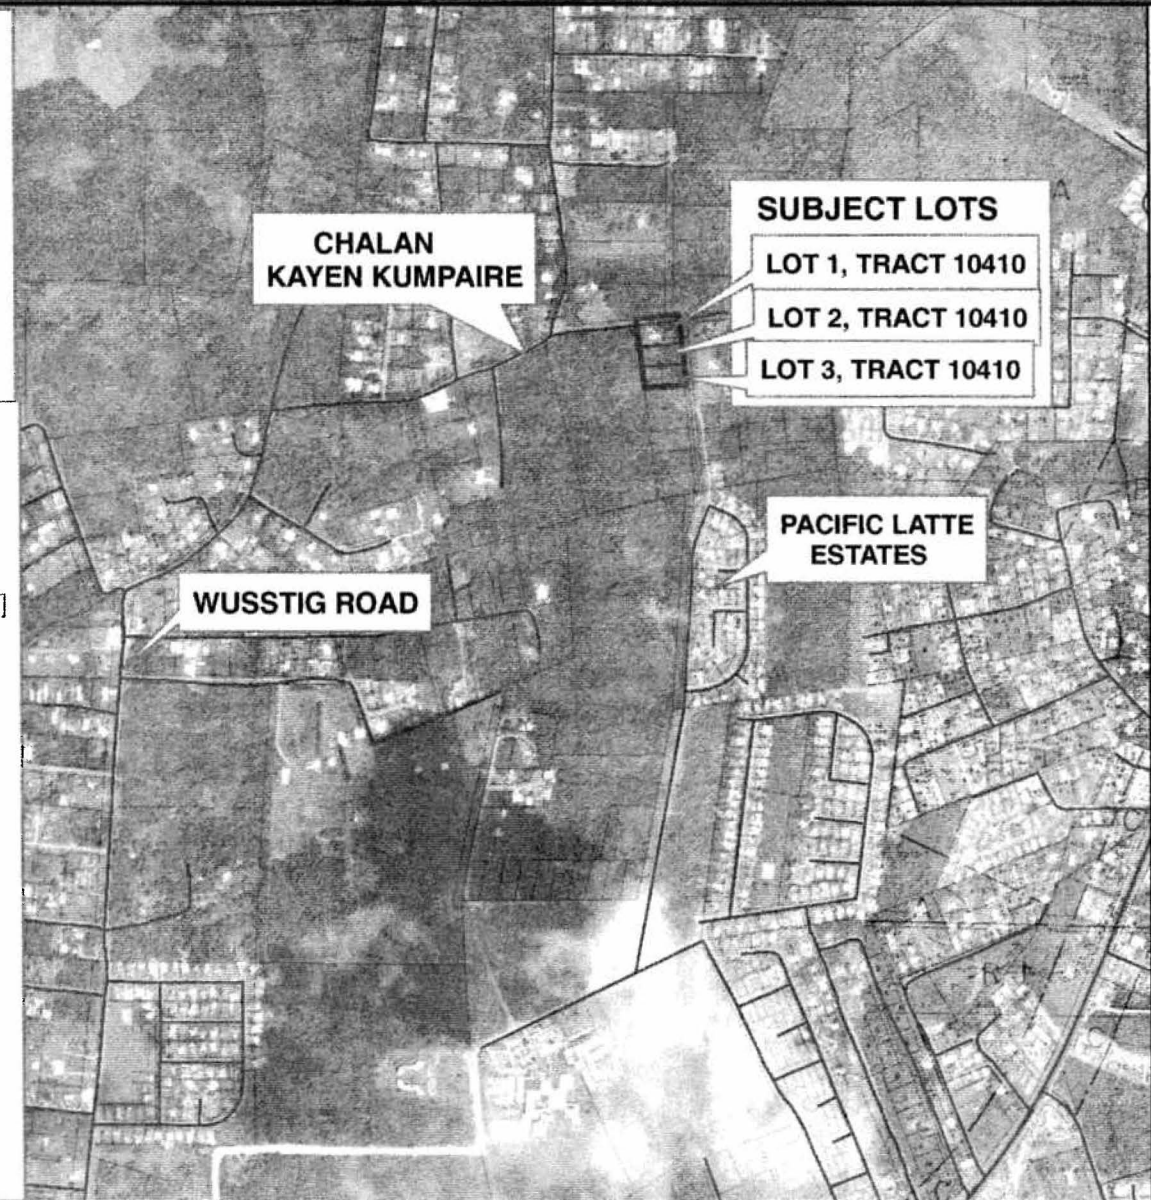 SUBJECT LOTS
LOT 1, TRACT 10410
CHALAN
KAYEN KUMPAIRE
LOT 2, TRACT 10410
LOT 3, TRACT 10410
PACIFIC LATTE
ESTATES
WUSSTIG ROAD
A